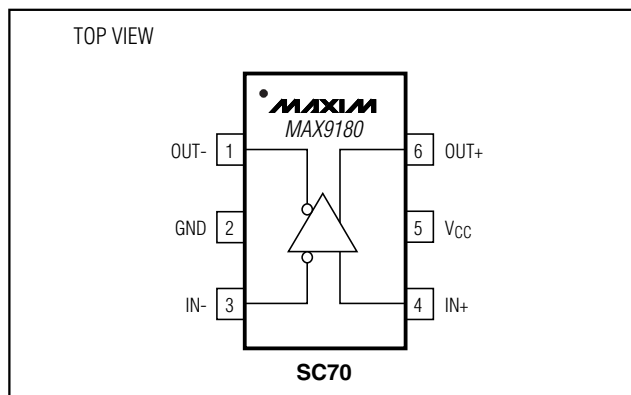 TOP VIEW
MAXIM
MAX9180
OUT- 1
6 OUT+
GND 2
5 VCC
IN- 3
4 IN+
SC70